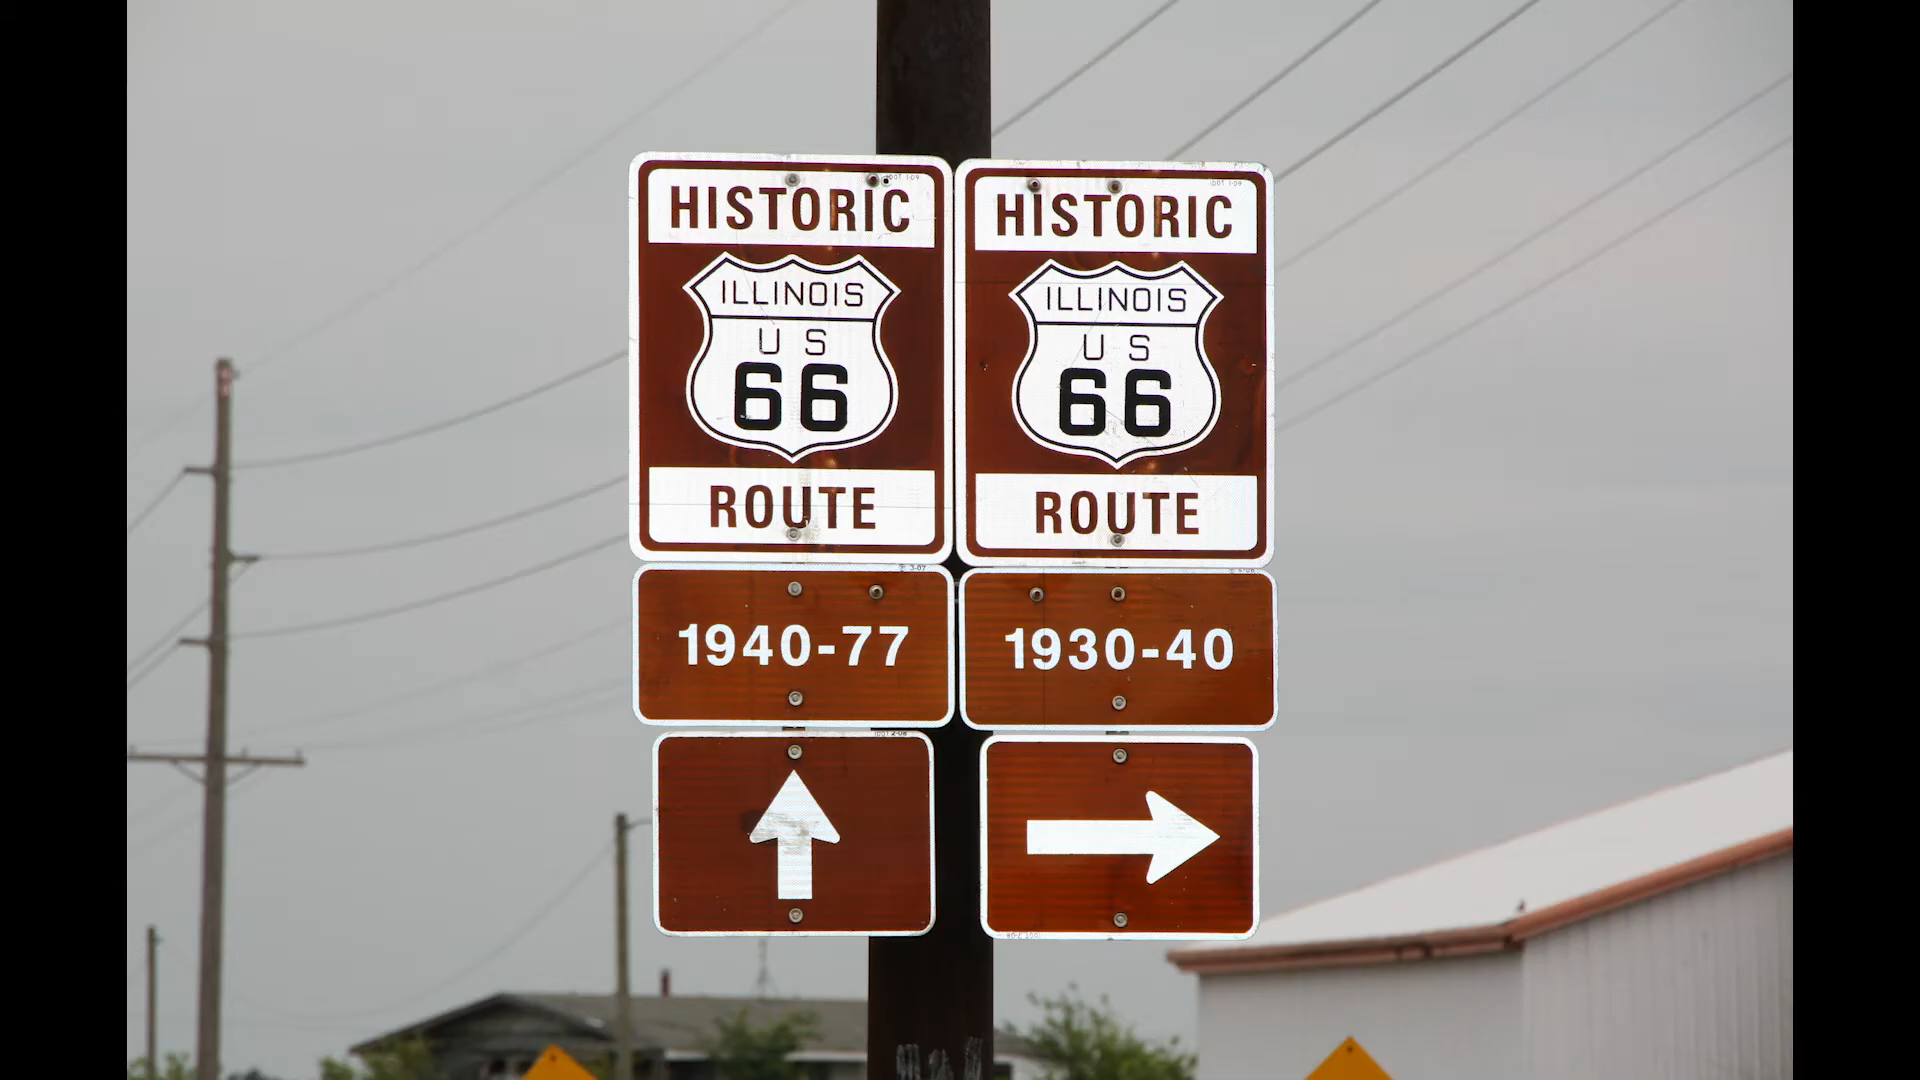 HISTORIC
ILLINOIS
U S
66
ROUTE
1940-77
HISTORIC
ILLINOIS
U S
66
ROUTE
1930-40